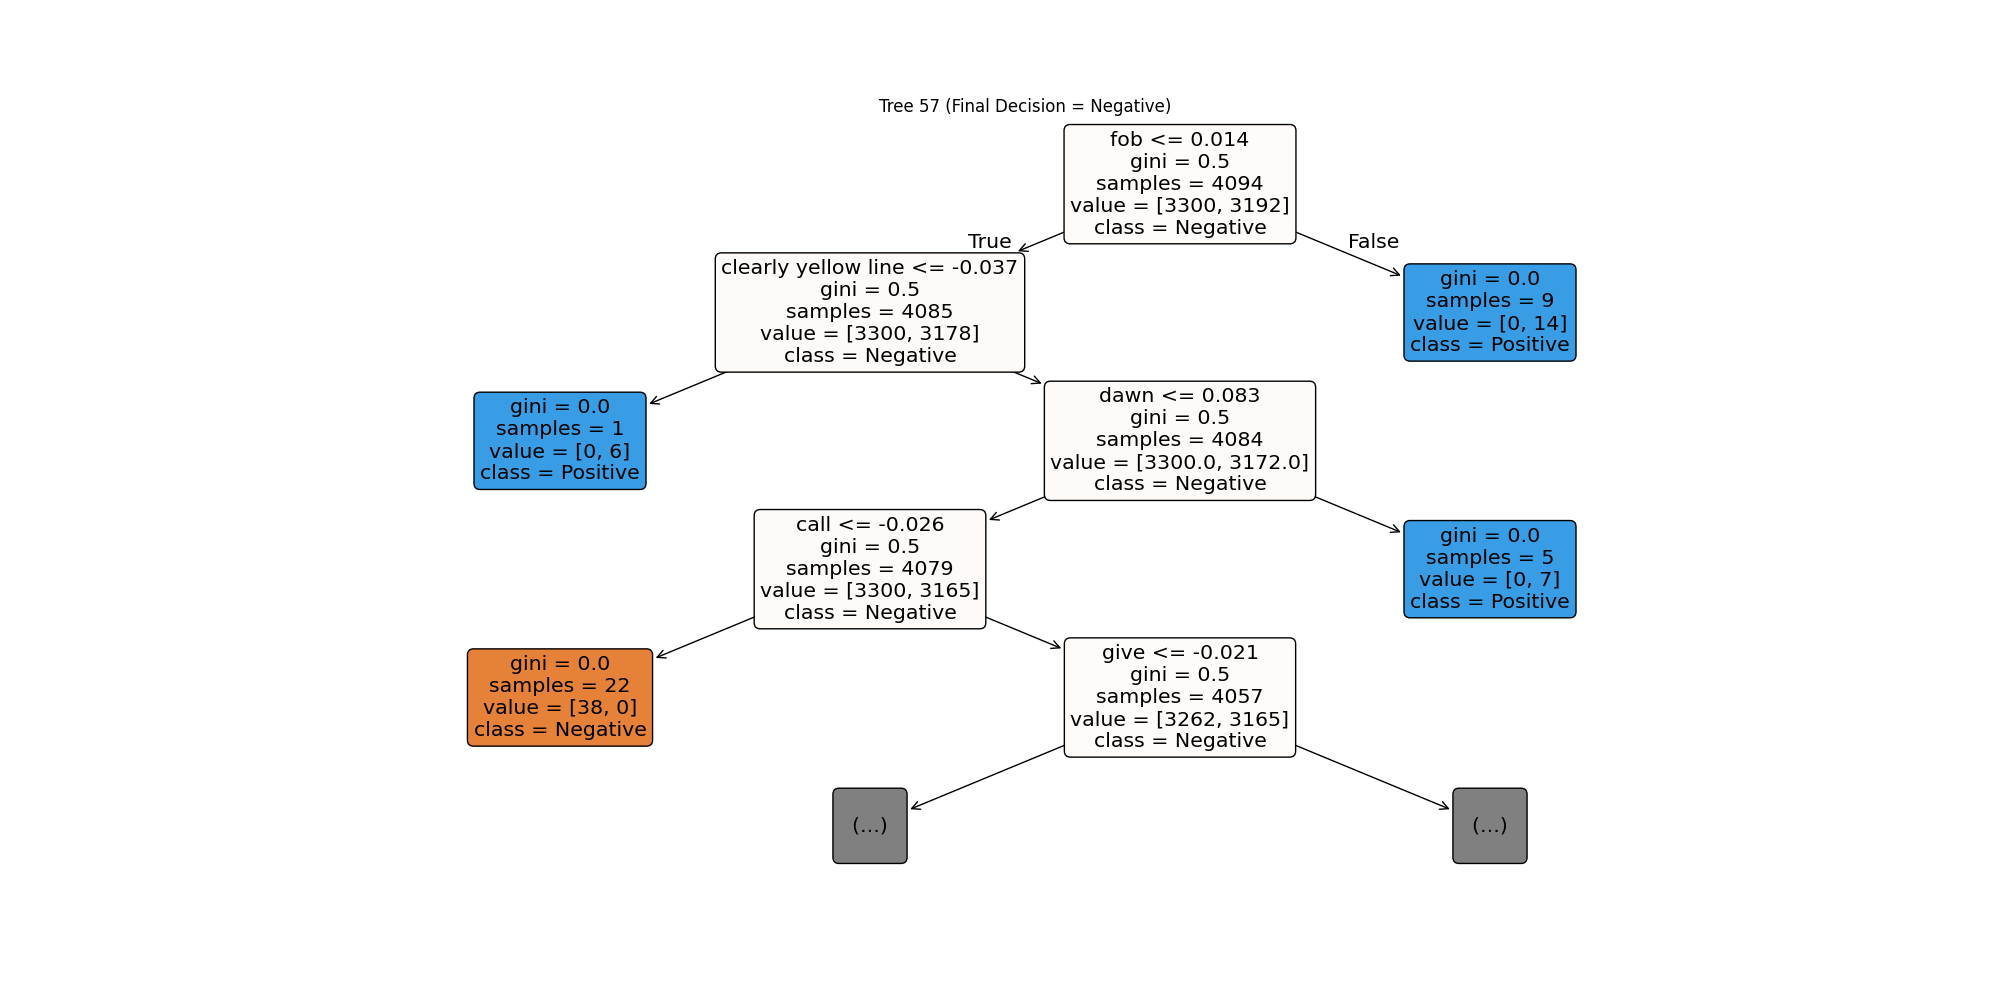 Tree 57 (Final Decision = Negative)
fob <= 0.014
gini = 0.5
samples = 4094
value = [3300, 3192]
class = Negative
True
False
clearly yellow line <= -0.037
gini = 0.5
samples = 4085
value = [3300, 3178]
class = Negative
gini = 0.0
samples = 9
value = [0, 14]
class = Positive
gini = 0.0
samples = 1
value = [0, 6]
class = Positive
dawn <= 0.083
gini = 0.5
samples = 4084
value = [3300.0, 3172.0]
class = Negative
call <= -0.026
gini = 0.5
samples = 4079
value = [3300, 3165]
class = Negative
gini = 0.0
samples = 5
value = [0, 7]
class = Positive
gini = 0.0
samples = 22
value = [38, 0]
class = Negative
give <= -0.021
gini = 0.5
samples = 4057
value = [3262, 3165]
class = Negative
(...)
(...)